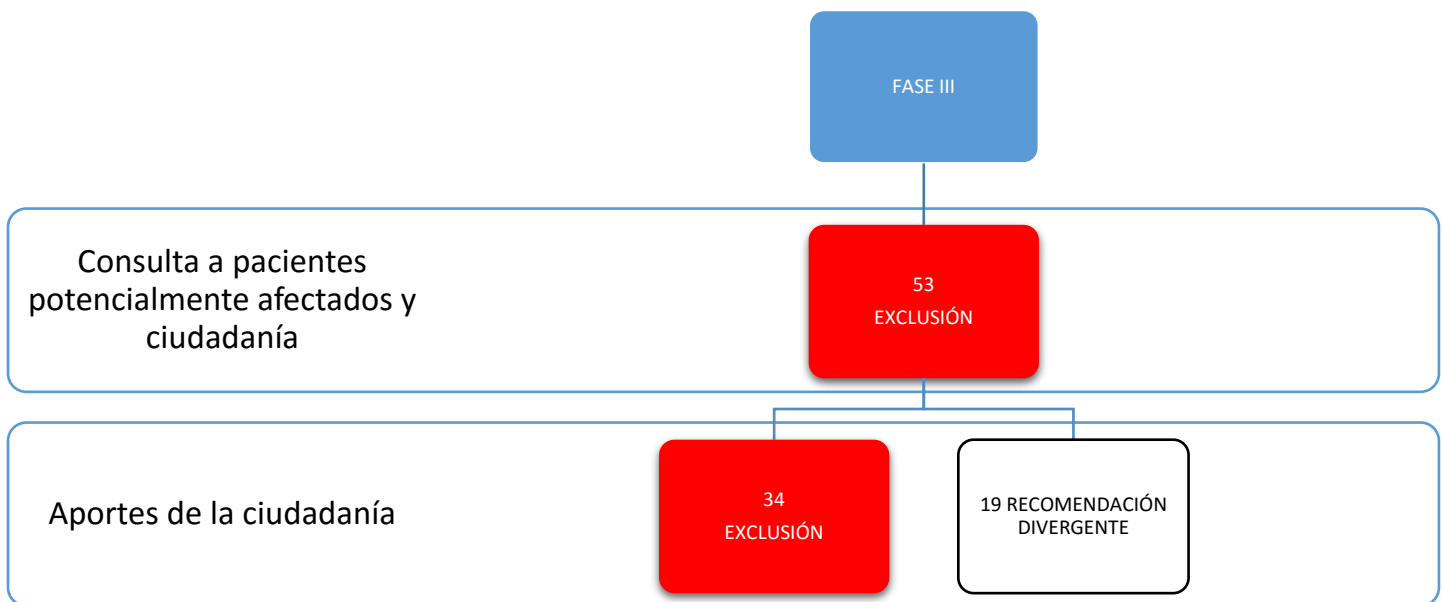 FASE III
Consulta a pacientes
potencialmente afectados y
ciudadanía
53
EXCLUSIÓN
Aportes de la ciudadanía
34
EXCLUSIÓN
19 RECOMENDACIÓN
DIVERGENTE